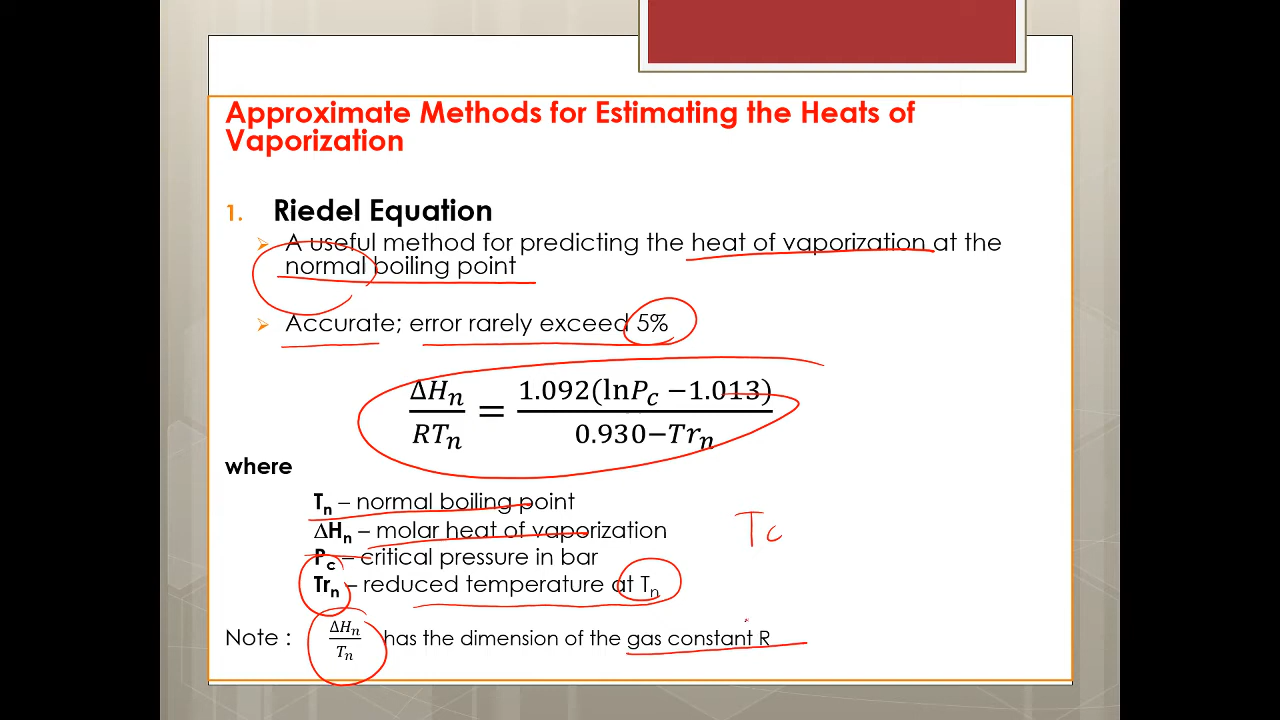 Approximate Methods for Estimating the Heats of
Vaporization
1. Riedel Equation
➢ A useful method for predicting the heat of vaporization at the
normal boiling point
➢ Accurate; error rarely exceed 5%
ΔHₙ/RTₙ = 1.092(lnP_c −1.013)/0.930−Trₙ
where
Tₙ – normal boiling point
ΔHₙ – molar heat of vaporization
P_c – critical pressure in bar
Tc
Trₙ – reduced temperature at Tₙ
Note : ΔHₙ/Tₙ has the dimension of the gas constant R